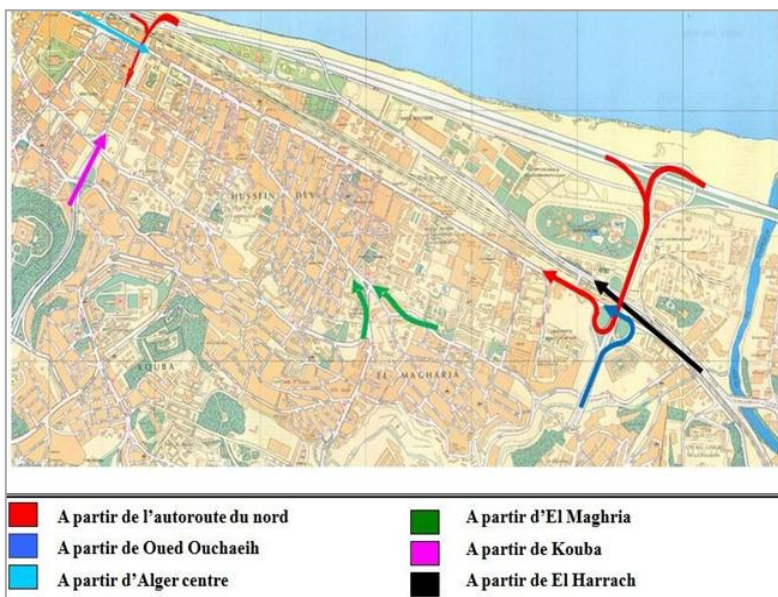 HUSSEIN DEY
KOUBA
EL MAGHARIA
A partir de l'autoroute du nord
A partir de Oued Ouchaeih
A partir d'Alger centre
A partir d'El Maghria
A partir de Kouba
A partir de El Harrach